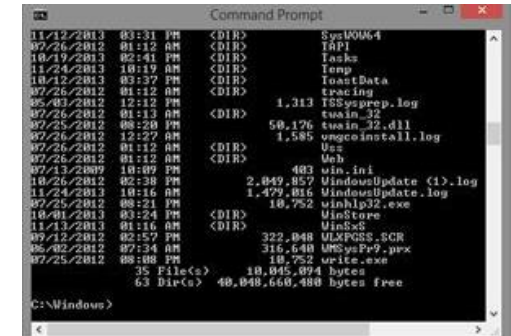 Command Prompt
11/12/2013 03:31 PM <DIR> SysWOW64
07/26/2012 01:12 AM <DIR> TAPI
10/19/2013 02:41 PM <DIR> Tasks
11/24/2013 10:19 AM <DIR> Temp
10/12/2013 03:37 PM <DIR> ToastData
07/26/2012 01:12 AM <DIR> tracing
05/03/2012 12:12 PM 1,313 TSSysprep.log
07/26/2012 01:13 AM <DIR> twain_32
07/25/2012 08:20 PM 50,176 twain_32.dll
07/25/2012 12:27 AM 1,585 vmgcoinstall.log
07/26/2012 01:12 AM <DIR> Vss
07/26/2012 01:12 AM <DIR> Web
07/13/2009 10:09 PM 403 win.ini
10/26/2012 02:38 PM 2,049,857 WindowsUpdate (1).log
11/24/2013 10:16 AM 1,479,016 WindowsUpdate.log
07/25/2012 08:21 PM 10,752 winhlp32.exe
10/01/2013 03:24 PM <DIR> WinStore
11/13/2013 01:16 AM <DIR> WinSxS
09/12/2012 02:57 PM 322,048 WLXPGSS.SCR
06/02/2012 07:34 AM 316,640 WMSysPr9.prx
07/25/2012 08:08 PM 10,752 write.exe
35 File(s) 10,045,094 bytes
63 Dir(s) 40,048,660,480 bytes free
C:\Windows>